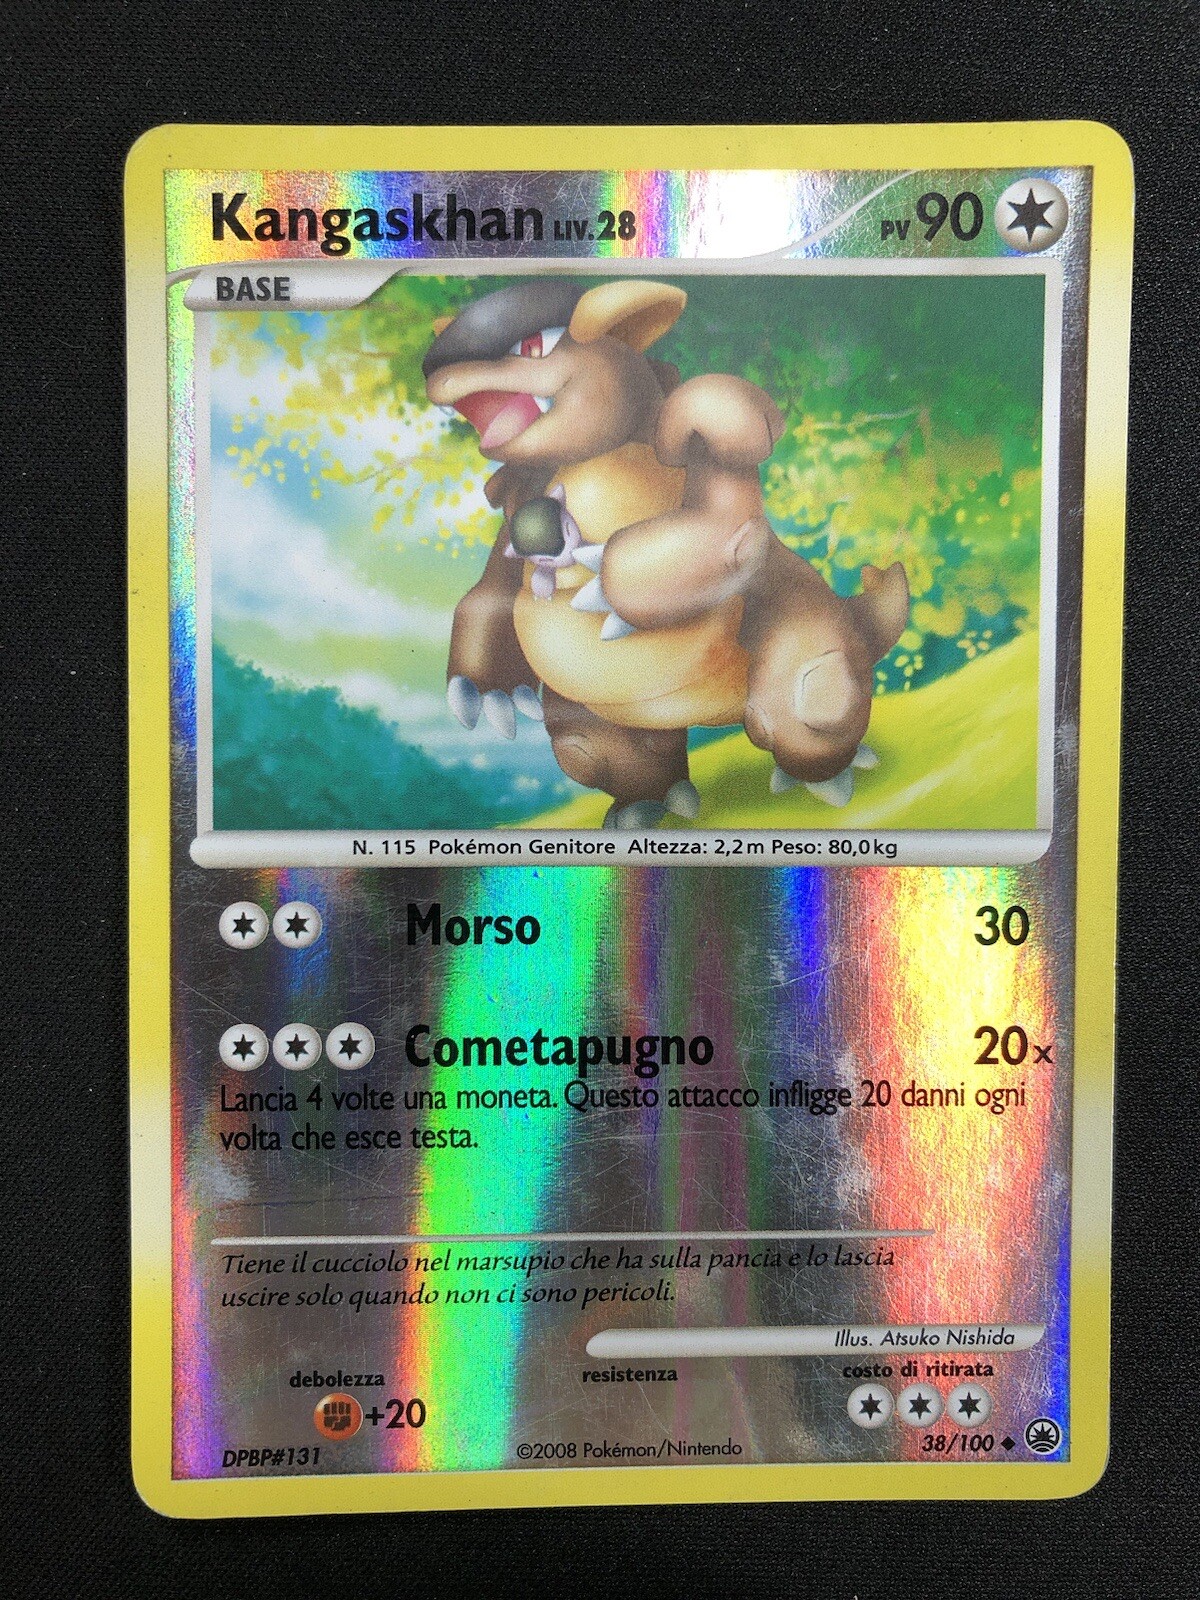 Kangaskhan LIV.28 PV 90
BASE
N. 115 Pokémon Genitore Altezza: 2,2 m Peso: 80,0 kg
Morso 30
Cometapugno 20x
Lancia 4 volte una moneta. Questo attacco infligge 20 danni ogni
volta che esce testa.
Tiene il cucciolo nel marsupio che ha sulla pancia e lo lascia
uscire solo quando non ci sono pericoli.
Illus. Atsuko Nishida
debolezza resistenza costo di ritirata
+20
DPBP#131 ©2008 Pokémon/Nintendo 38/100